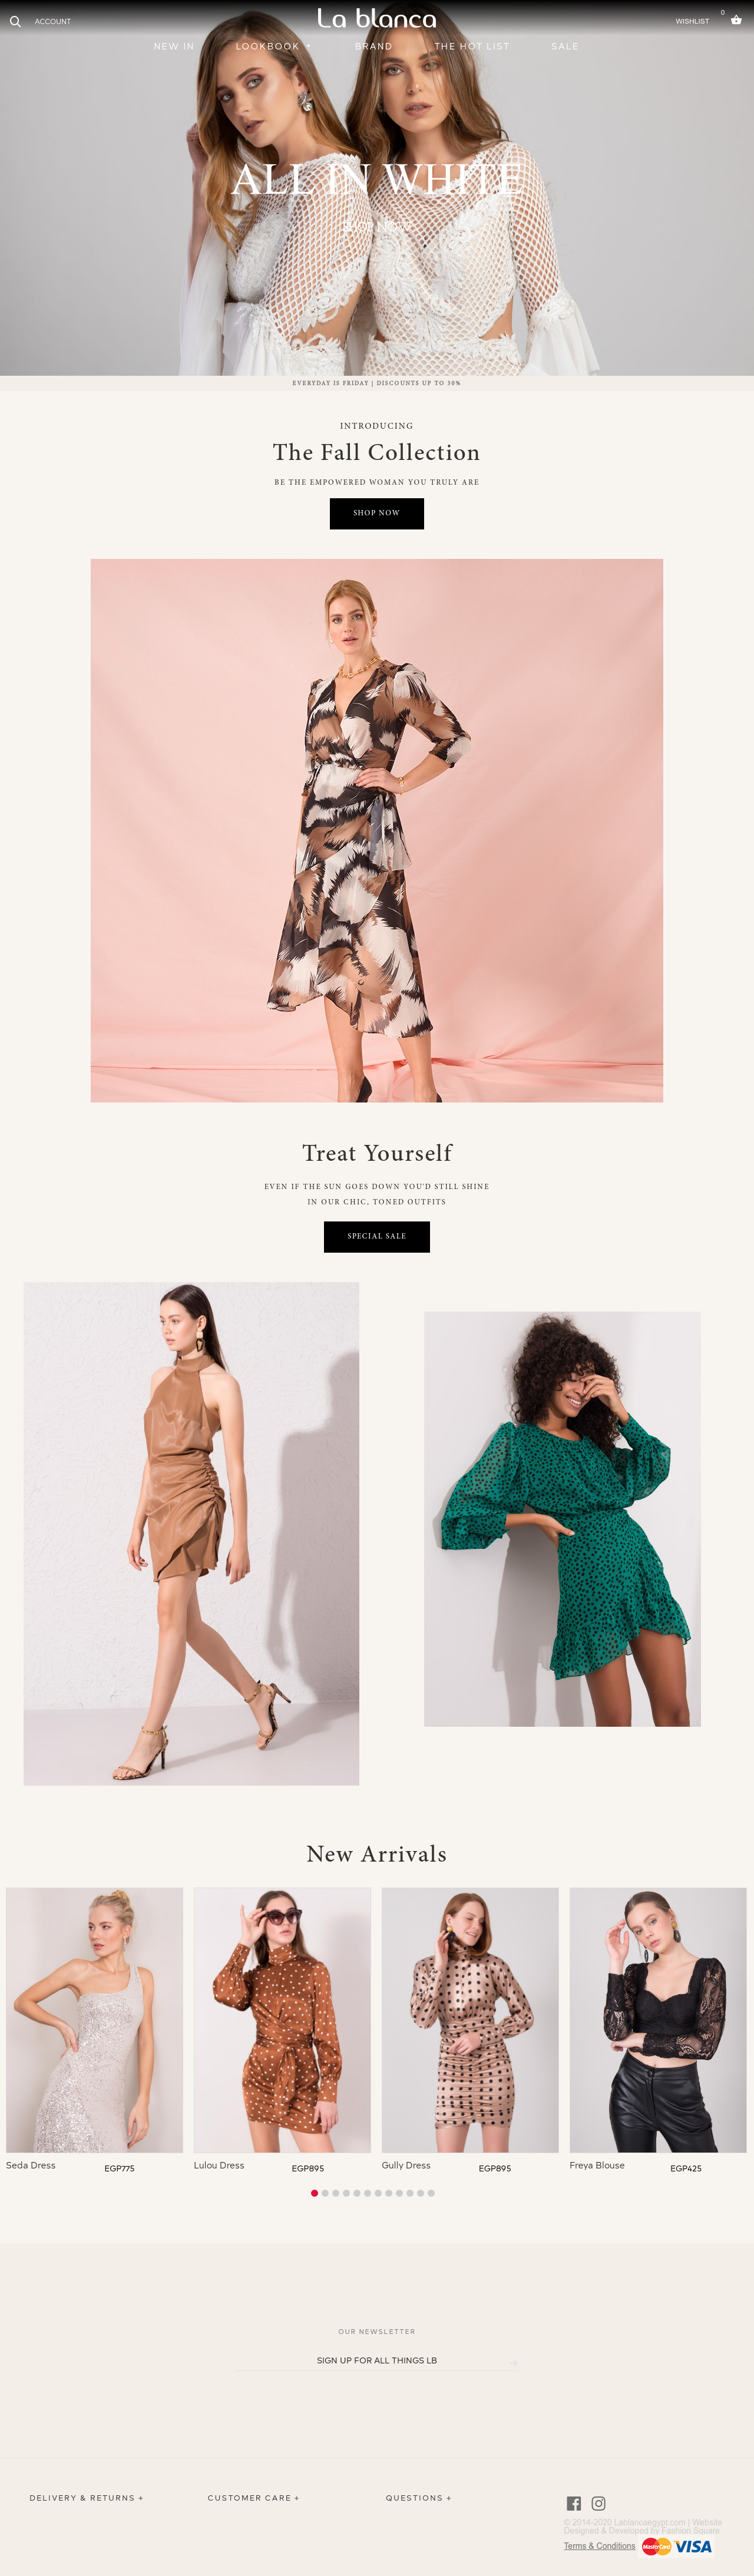 ACCOUNT
La blanca
WISHLIST
0
NEW IN
LOOKBOOK +
BRAND
THE HOT LIST
SALE
ALL IN WHITE
SHOP NOW
EVERYDAY IS FRIDAY | DISCOUNTS UP TO 30%
INTRODUCING
The Fall Collection
BE THE EMPOWERED WOMAN YOU TRULY ARE
SHOP NOW
Treat Yourself
EVEN IF THE SUN GOES DOWN YOU'D STILL SHINE
IN OUR CHIC, TONED OUTFITS
SPECIAL SALE
New Arrivals
Seda Dress
EGP775
Lulou Dress
EGP895
Gully Dress
EGP895
Freya Blouse
EGP425
OUR NEWSLETTER
SIGN UP FOR ALL THINGS LB
DELIVERY & RETURNS +
CUSTOMER CARE +
QUESTIONS +
© 2014-2020 Lablancaegypt.com | Website
Designed & Developed by Fashion Square
Terms & Conditions
MasterCard
VISA